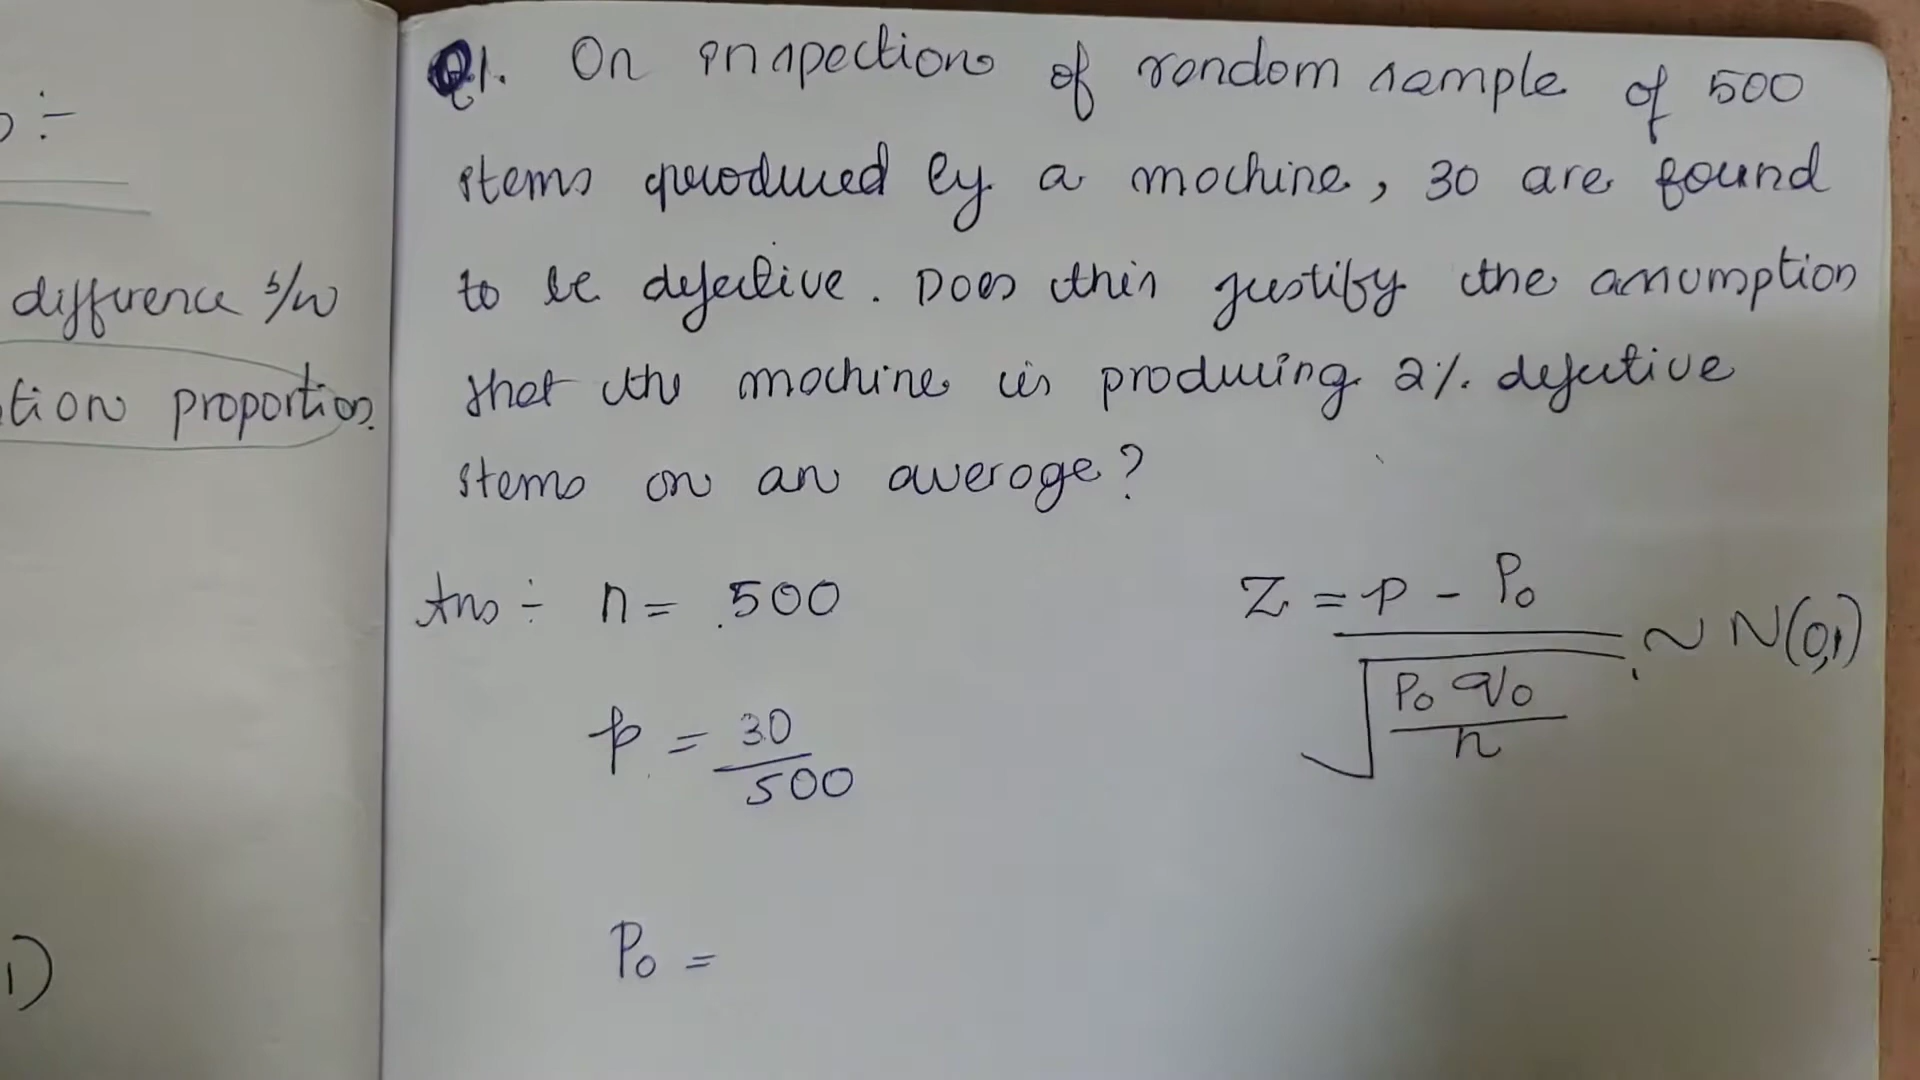 :-
difference b/w
tion proportion.
1)
Q1. On inspection of random sample of 500
items produced by a machine, 30 are found
to be defective. Does this justify the assumption
that the machine is producing 2% defective
items on an average?
Ans ÷ n = 500
Z = p - P₀
~ N(0,1)
√ P₀ q₀
n
p = 30
500
P₀ =